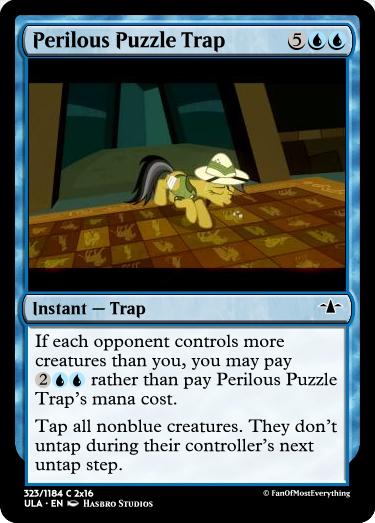 Perilous Puzzle Trap 5
Instant — Trap
If each opponent controls more
creatures than you, you may pay
2 rather than pay Perilous Puzzle
Trap's mana cost.
Tap all nonblue creatures. They don't
untap during their controller's next
untap step.
323/1184 C 2x16
ULA • EN Hasbro Studios
© FanOfMostEverything